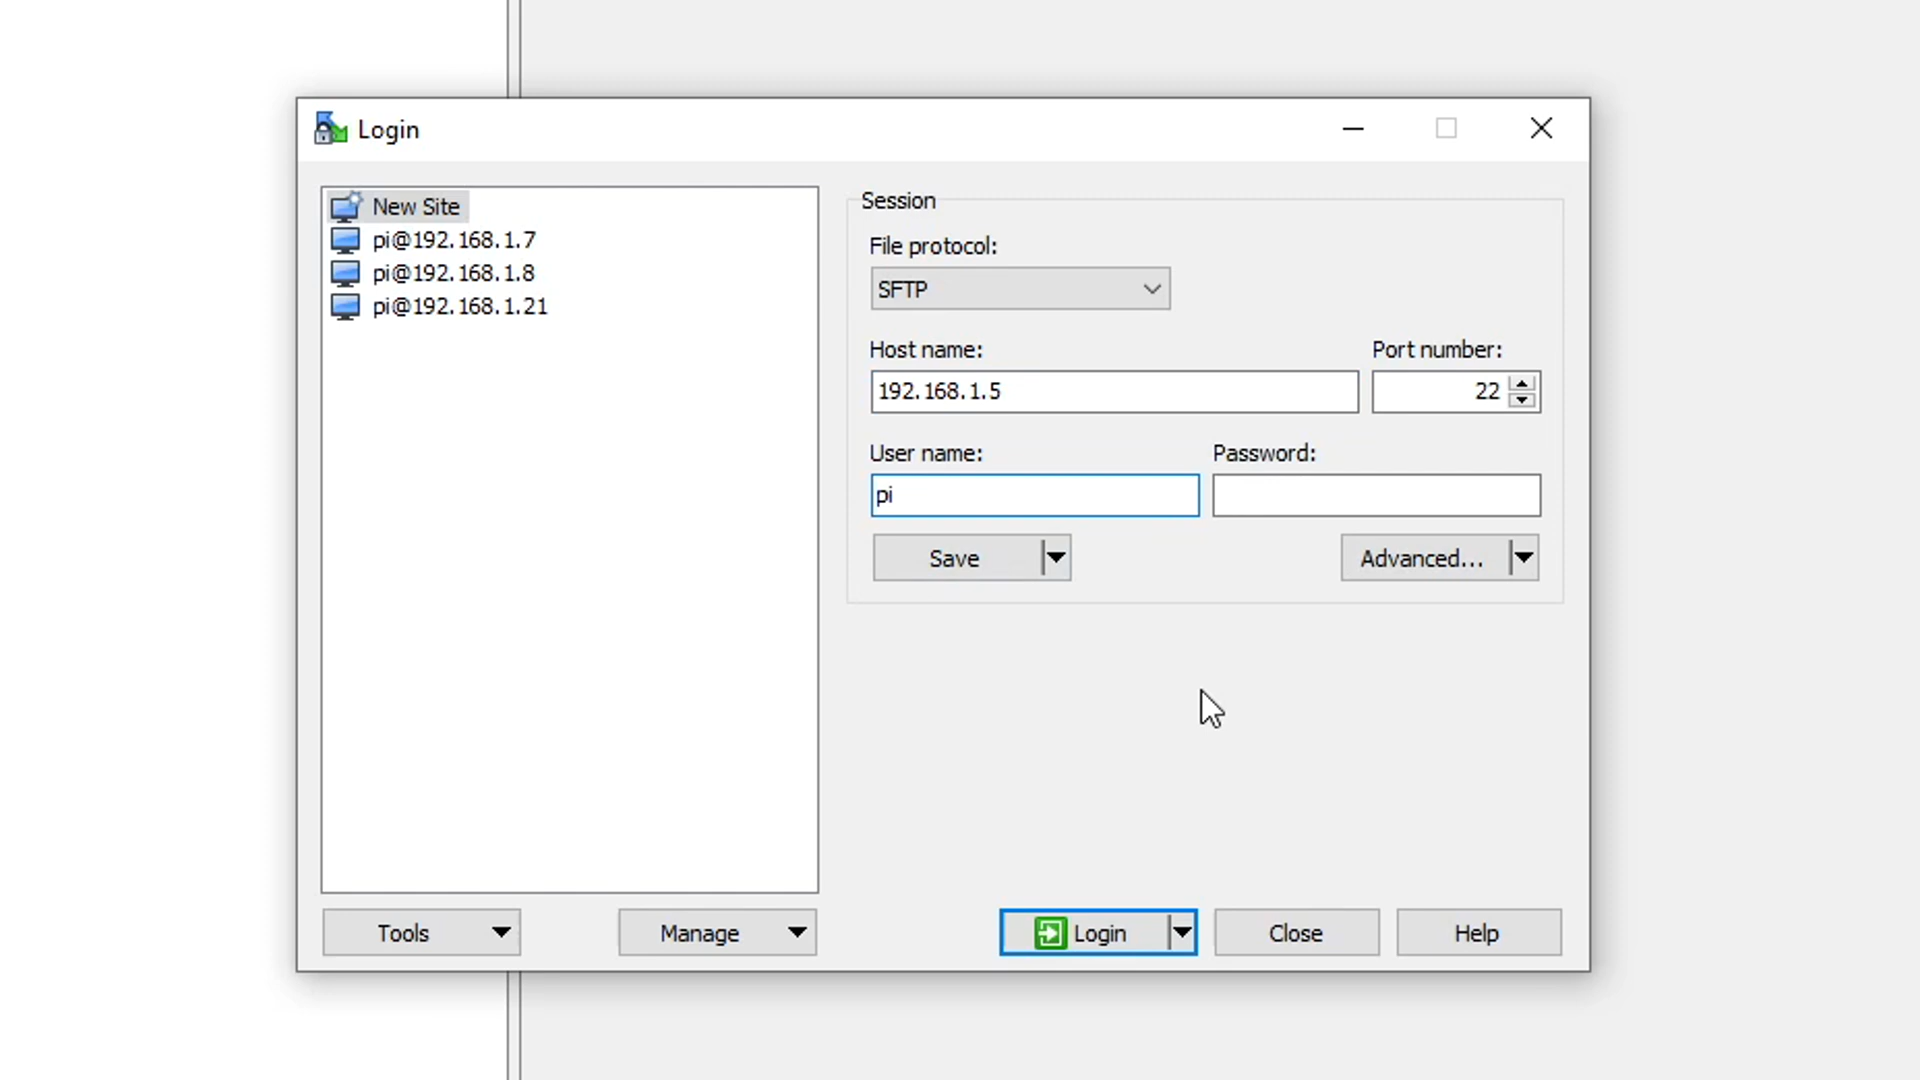 Login
New Site
pi@192.168.1.7
pi@192.168.1.8
pi@192.168.1.21
Session
File protocol:
SFTP
Host name: Port number:
192.168.1.5 22
User name: Password:
pi
Save Advanced...
Tools Manage Login Close Help